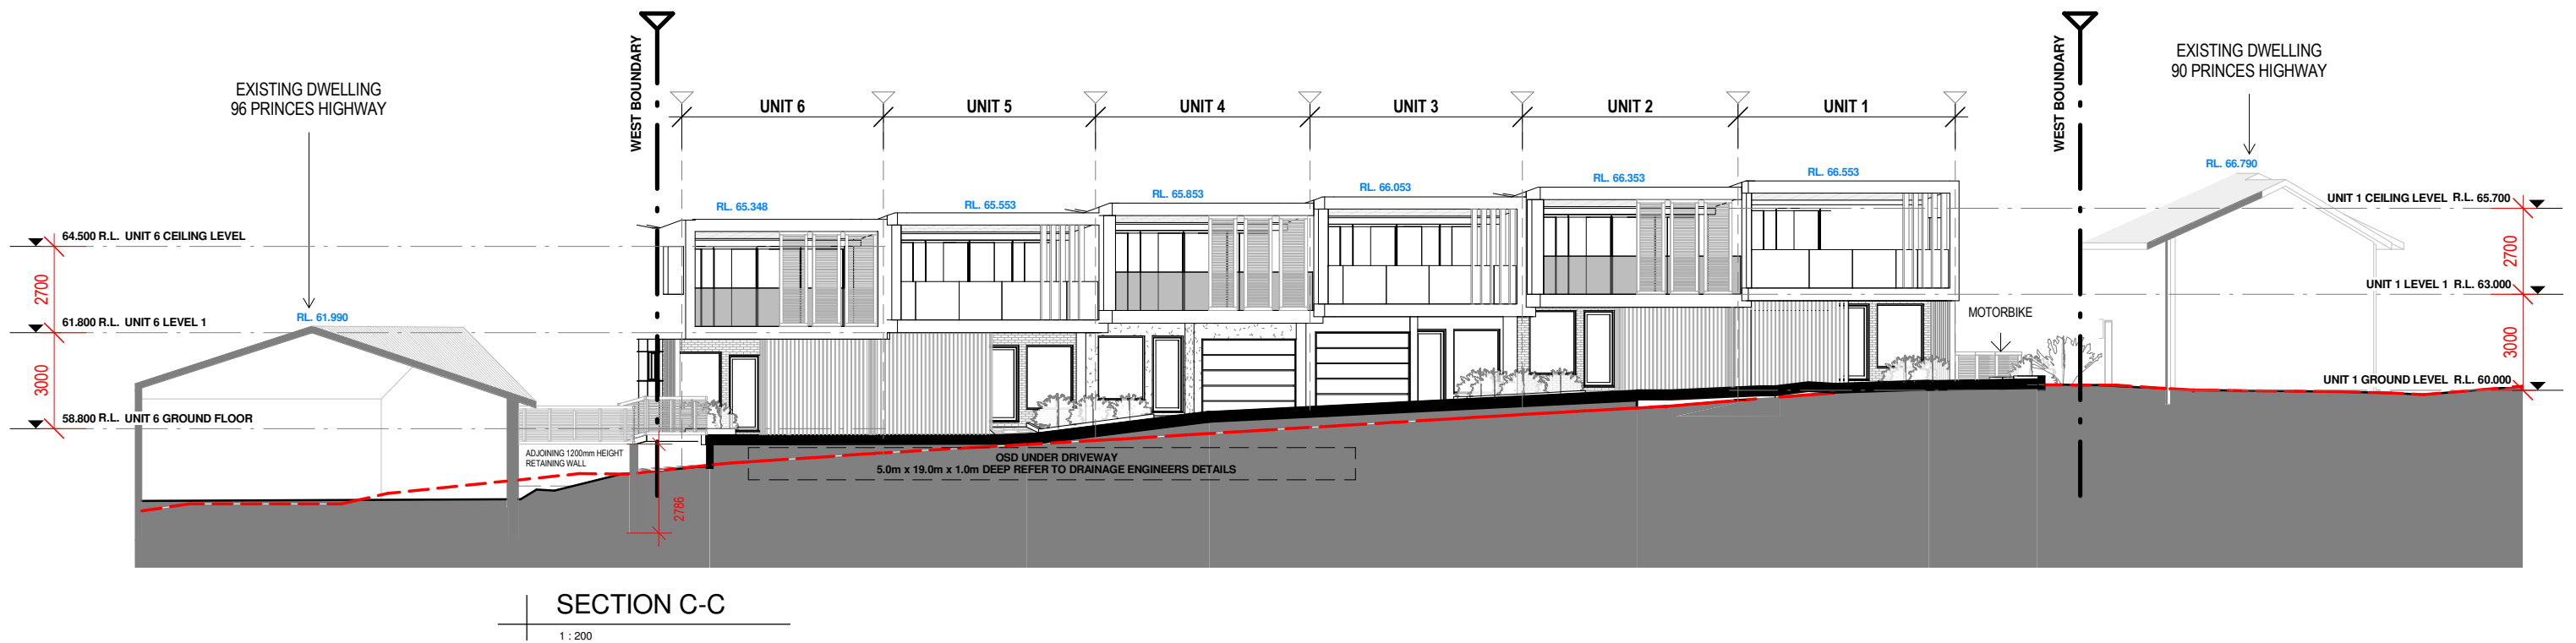 WEST BOUNDARY
WEST BOUNDARY
EXISTING DWELLING
90 PRINCES HIGHWAY
EXISTING DWELLING
96 PRINCES HIGHWAY
UNIT 6
UNIT 5
UNIT 4
UNIT 3
UNIT 2
UNIT 1
RL. 66.790
RL. 66.553
RL. 66.353
RL. 66.053
RL. 65.853
RL. 65.553
RL. 65.348
UNIT 1 CEILING LEVEL R.L. 65.700
64.500 R.L. UNIT 6 CEILING LEVEL
2700
2700
UNIT 1 LEVEL 1 R.L. 63.000
MOTORBIKE
RL. 61.990
61.800 R.L. UNIT 6 LEVEL 1
3000
3000
UNIT 1 GROUND LEVEL R.L. 60.000
58.800 R.L. UNIT 6 GROUND FLOOR
ADJOINING 1200mm HEIGHT
RETAINING WALL
OSD UNDER DRIVEWAY
5.0m x 19.0m x 1.0m DEEP REFER TO DRAINAGE ENGINEERS DETAILS
2786
SECTION C-C
1 : 200